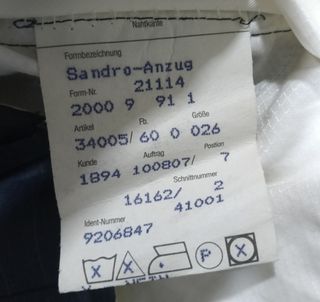 Nahtkante
Formbezeichnung
Sandro-Anzug
Form-Nr. 21114
2000 9 91 1
Artikel Fb. Größe
34005/ 60 0 026
Kunde Auftrag Position
1894 100807/ 7
Schnittnummer
16162/ 2
Ident-Nummer 41001
9206847
X X P X